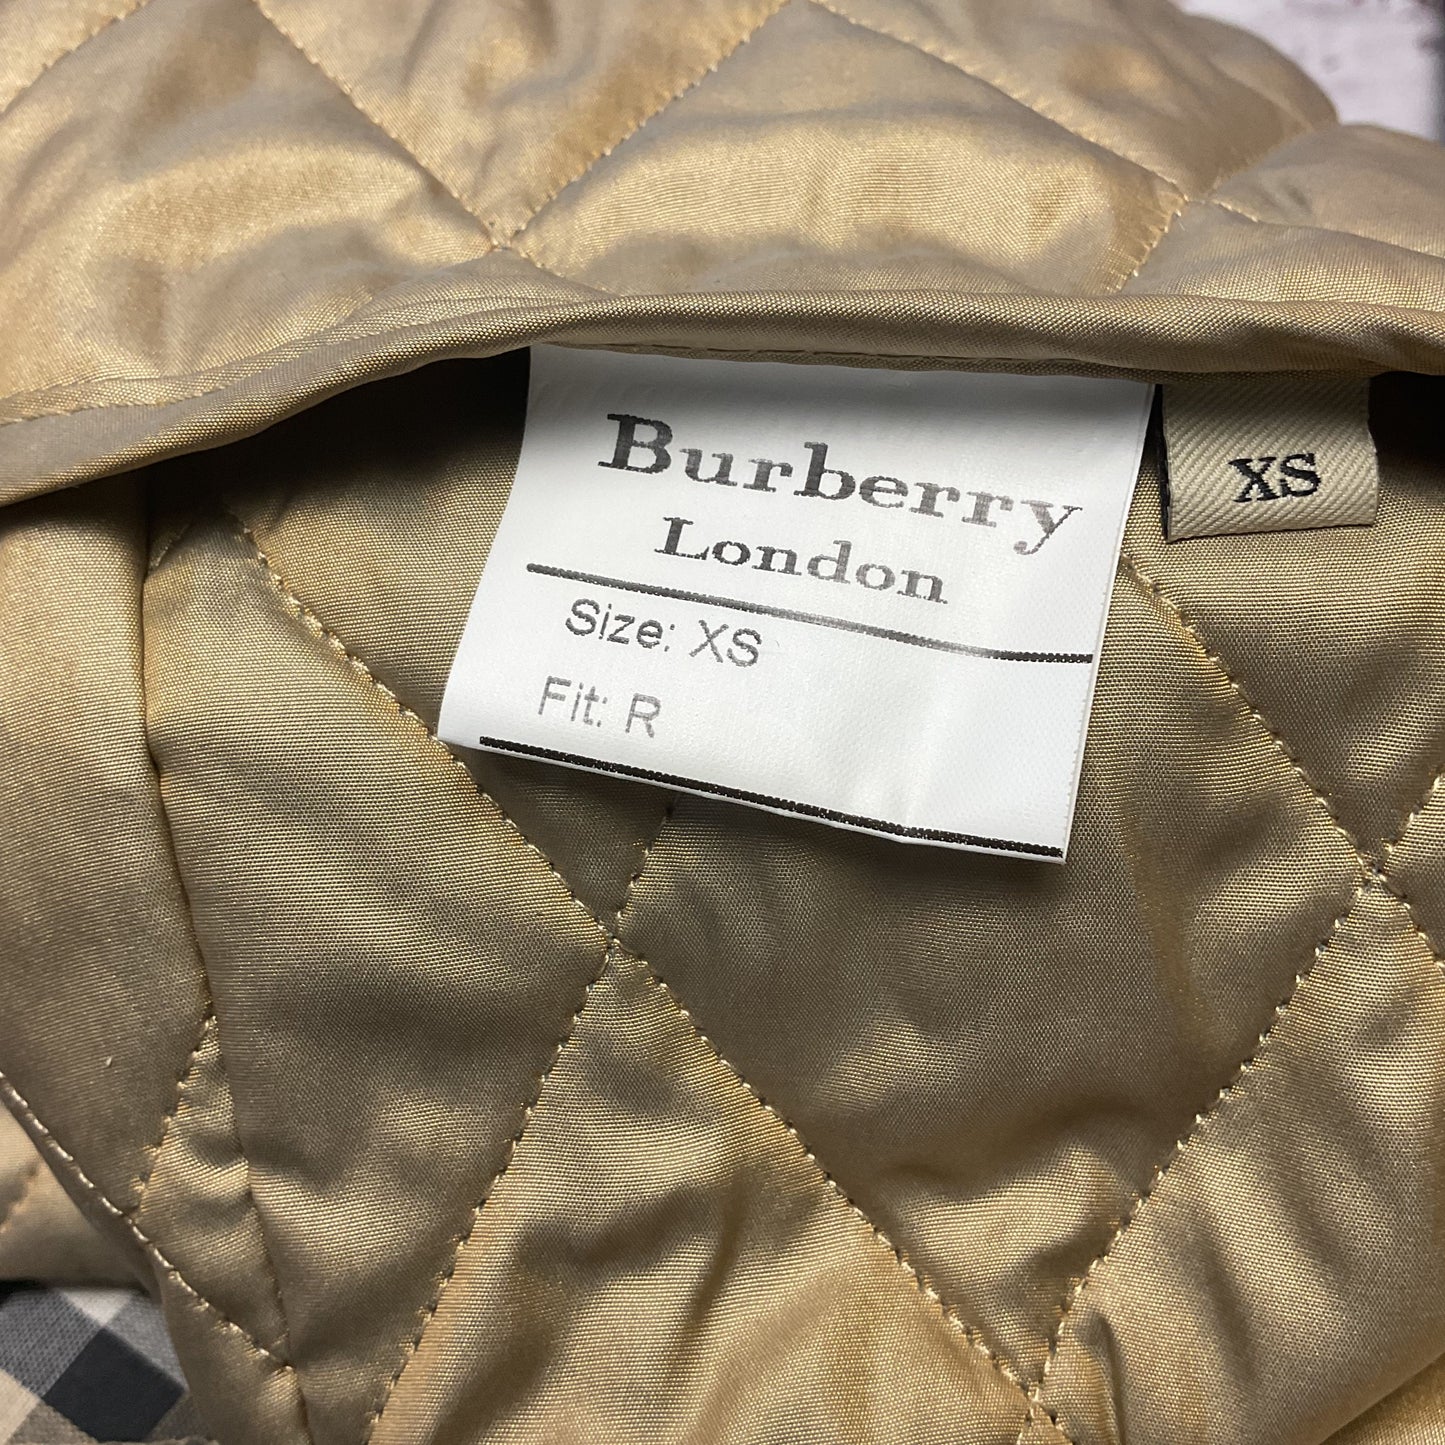 Burberry
London
Size: XS
Fit: R
XS